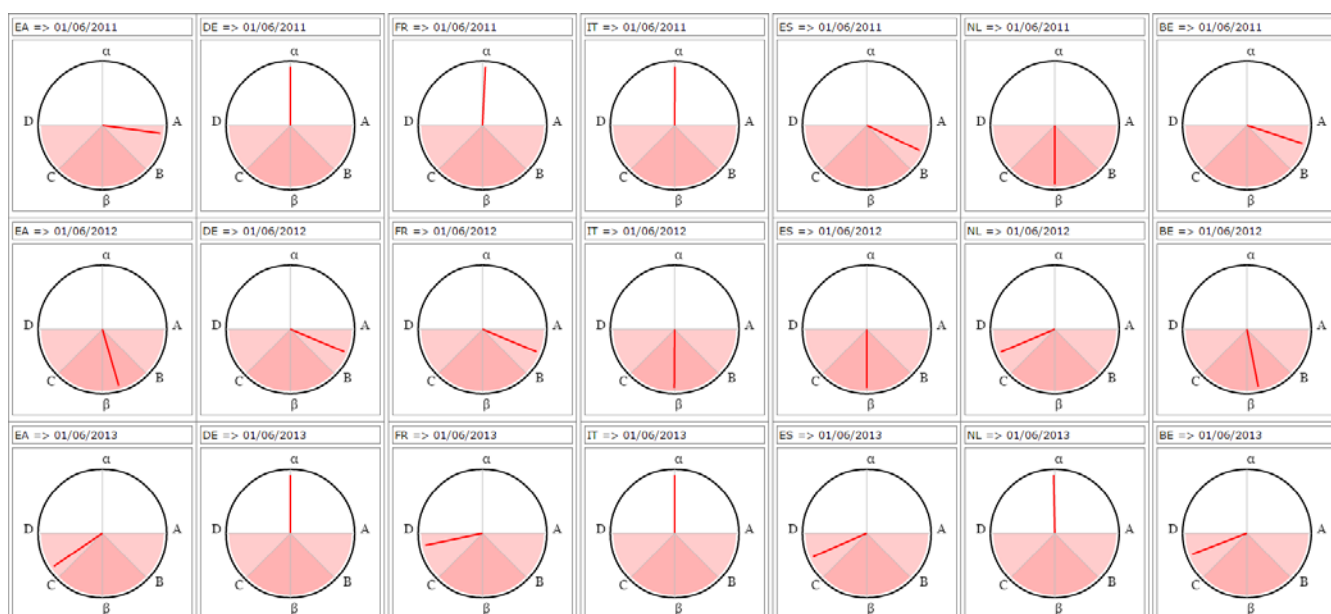 EA => 01/06/2011 DE => 01/06/2011 FR => 01/06/2011 IT => 01/06/2011 ES => 01/06/2011 NL => 01/06/2011 BE => 01/06/2011
α α α α α α α
D A D A D A D A D A D A D A
C B C B C B C B C B C B C B
β β β β β β β
EA => 01/06/2012 DE => 01/06/2012 FR => 01/06/2012 IT => 01/06/2012 ES => 01/06/2012 NL => 01/06/2012 BE => 01/06/2012
α α α α α α α
D A D A D A D A D A D A D A
C B C B C B C B C B C B C B
β β β β β β β
EA => 01/06/2013 DE => 01/06/2013 FR => 01/06/2013 IT => 01/06/2013 ES => 01/06/2013 NL => 01/06/2013 BE => 01/06/2013
α α α α α α α
D A D A D A D A D A D A D A
C B C B C B C B C B C B C B
β β β β β β β